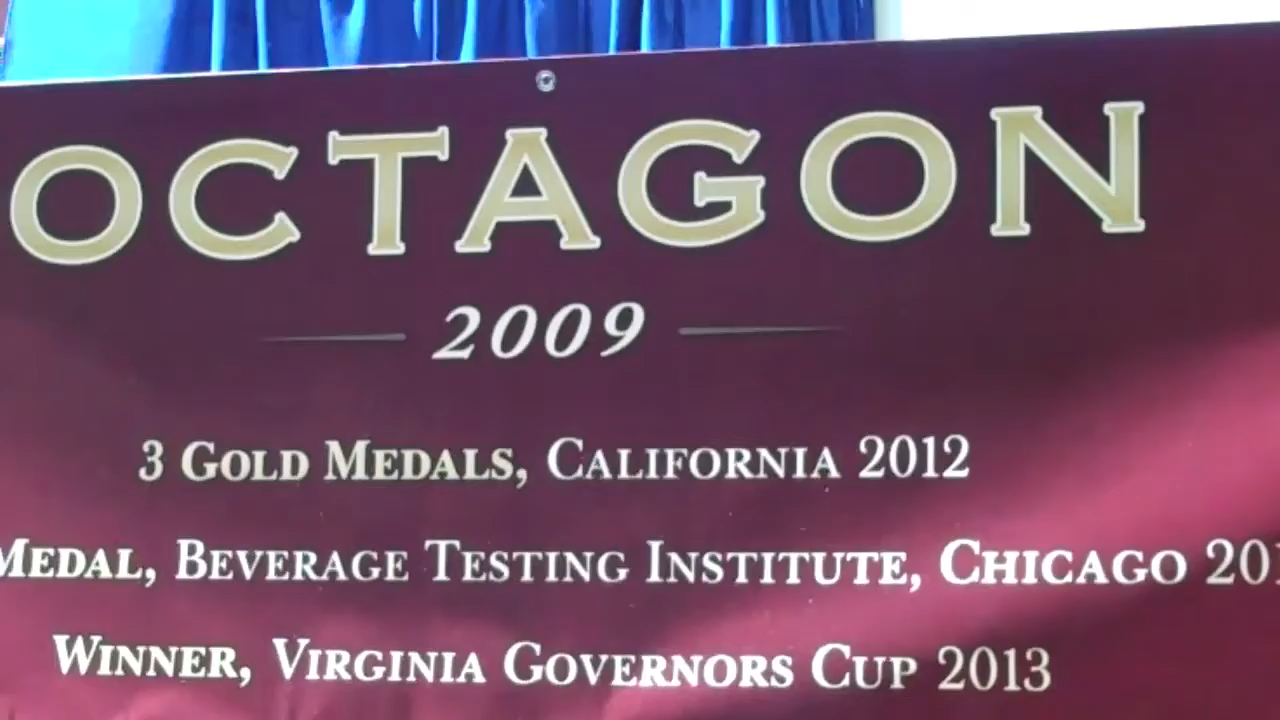 OCTAGON
2009
3 GOLD MEDALS, CALIFORNIA 2012
MEDAL, BEVERAGE TESTING INSTITUTE, CHICAGO
WINNER, VIRGINIA GOVERNORS CUP 2013